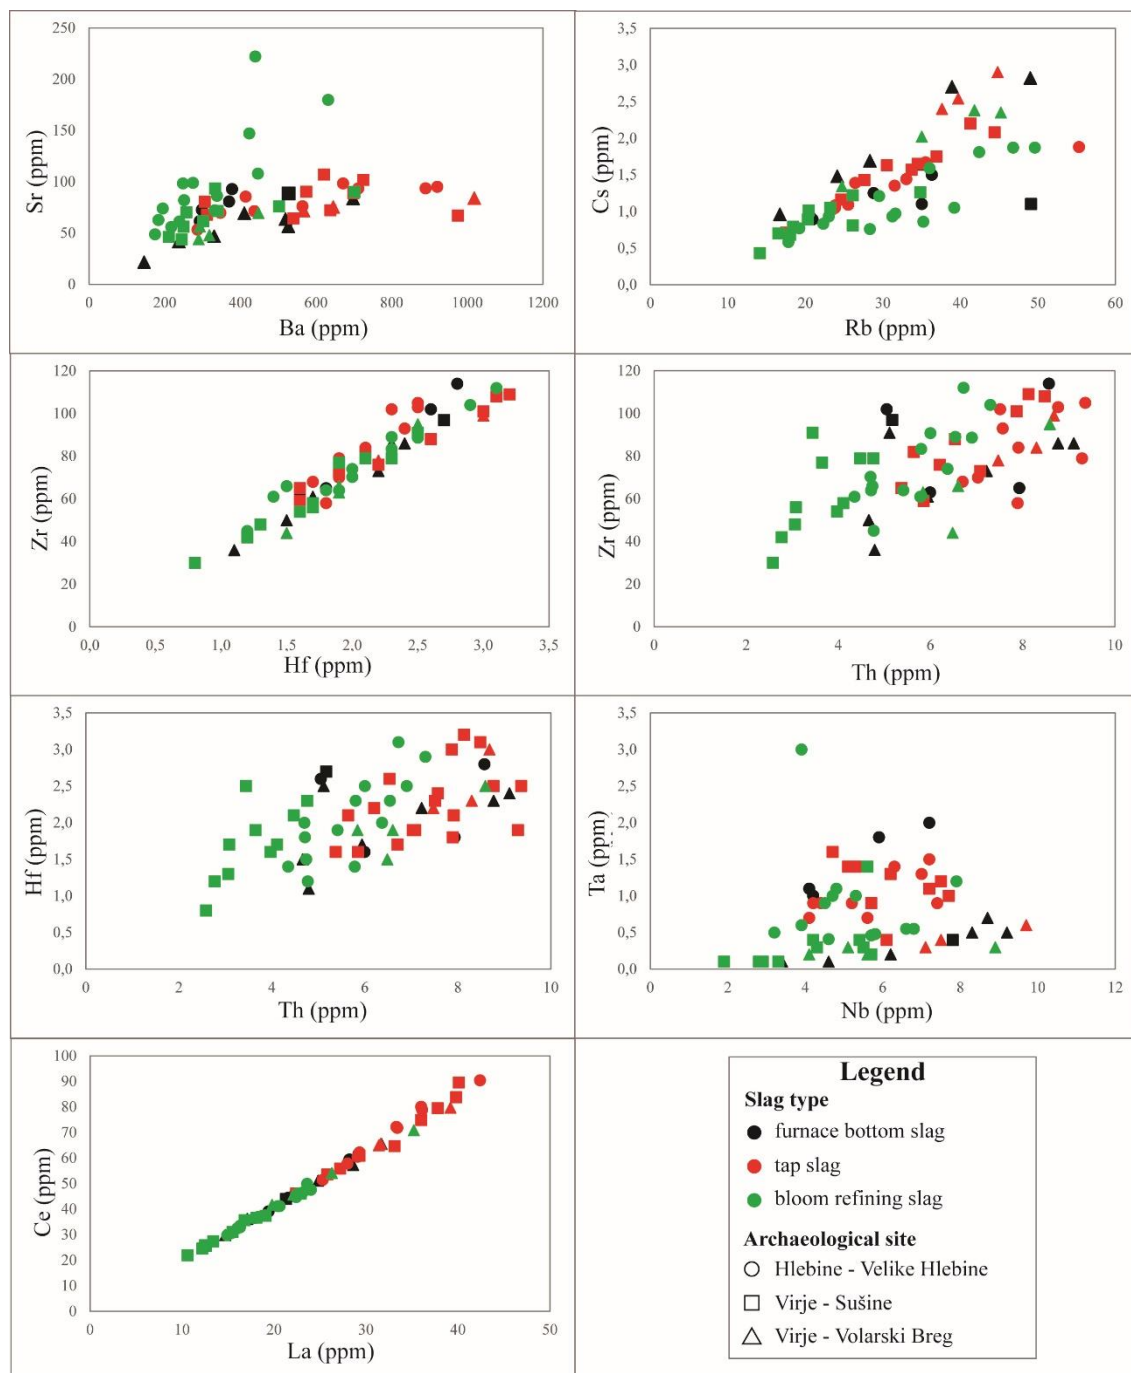 250
200
150
100
50
0
Sr (ppm)
0 200 400 600 800 1000 1200
Ba (ppm)
3,5
3,0
2,5
2,0
1,5
1,0
0,5
0,0
Cs (ppm)
0 10 20 30 40 50 60
Rb (ppm)
120
100
80
60
40
20
0
Zr (ppm)
0,0 0,5 1,0 1,5 2,0 2,5 3,0 3,5
Hf (ppm)
120
100
80
60
40
20
0
Zr (ppm)
0 2 4 6 8 10
Th (ppm)
3,5
3,0
2,5
2,0
1,5
1,0
0,5
0,0
Hf (ppm)
0 2 4 6 8 10
Th (ppm)
3,5
3,0
2,5
2,0
1,5
1,0
0,5
0,0
Ta (ppm)
0 2 4 6 8 10 12
Nb (ppm)
100
90
80
70
60
50
40
30
20
10
0
Ce (ppm)
0 10 20 30 40 50
La (ppm)
Legend
Slag type
furnace bottom slag
tap slag
bloom refining slag
Archaeological site
Hlebine - Velike Hlebine
Virje - Sušine
Virje - Volarski Breg